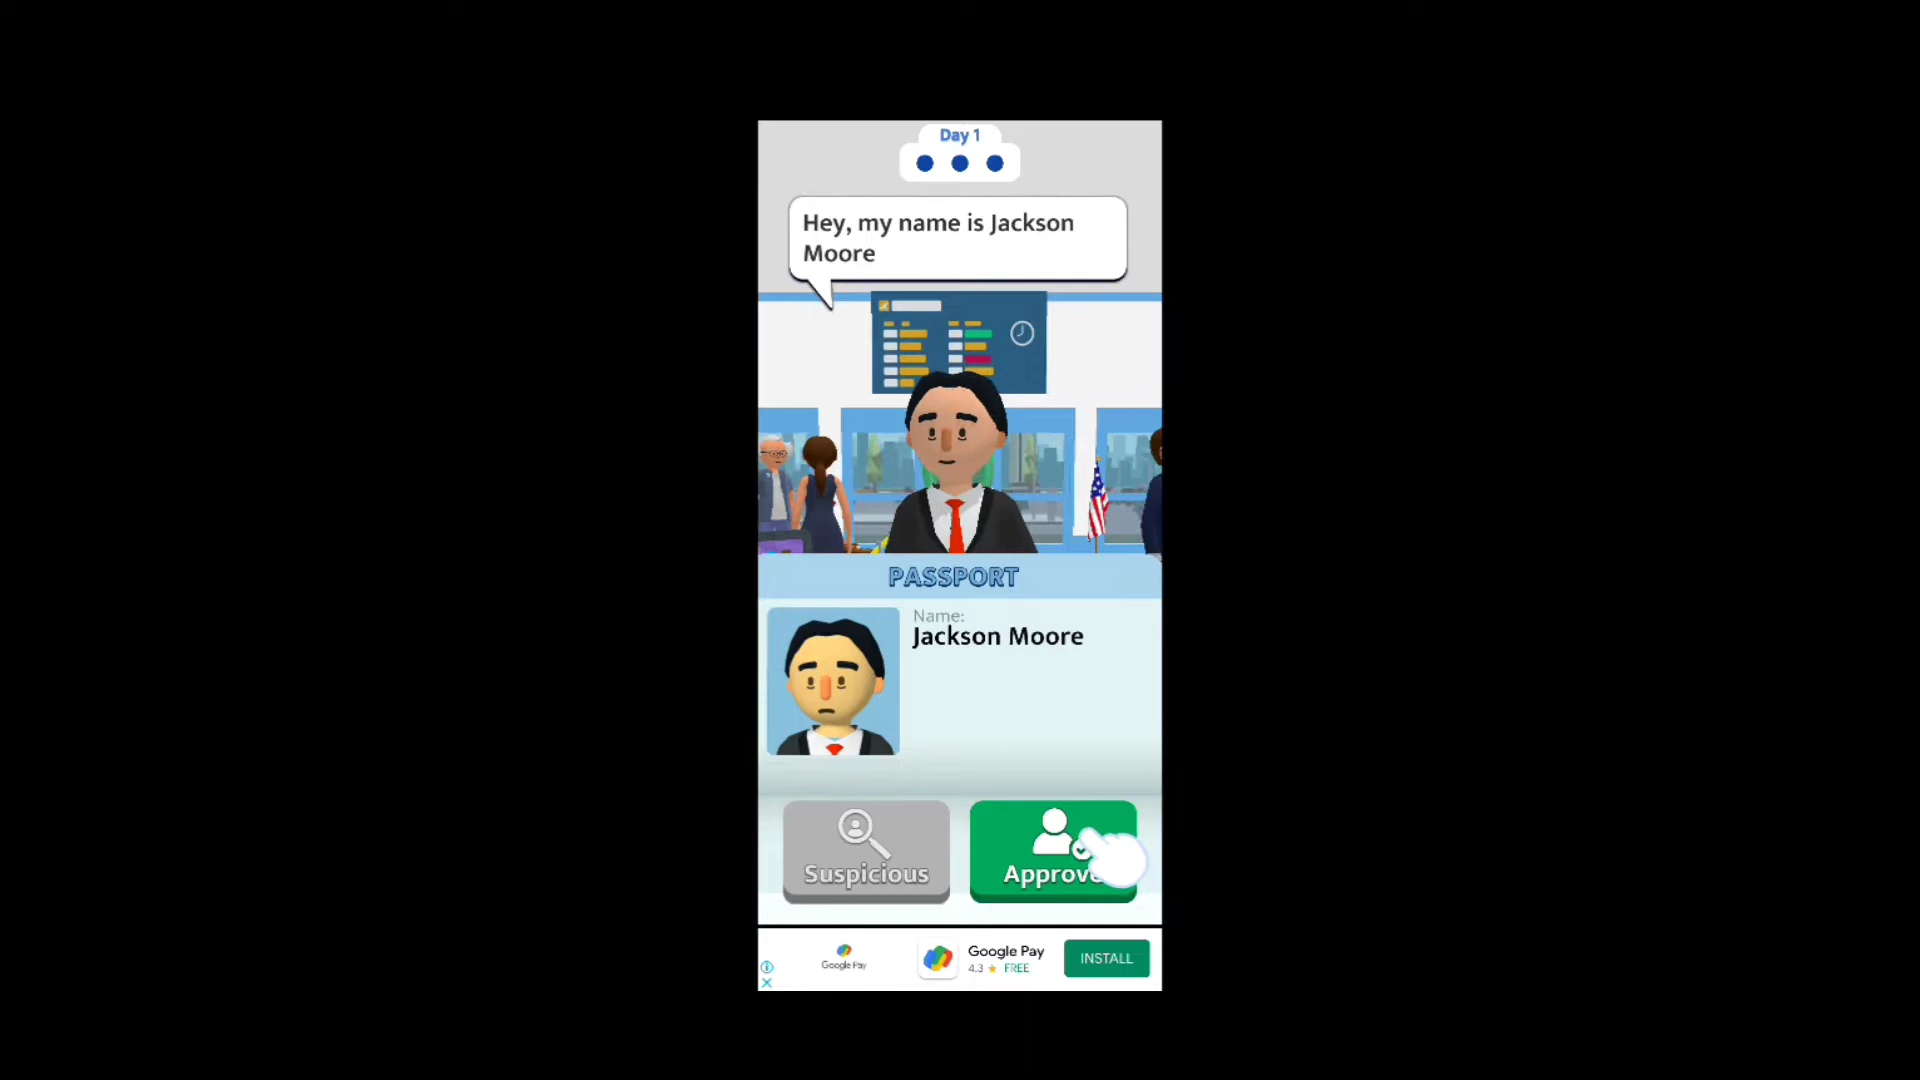 Day 1
Hey, my name is Jackson
Moore
PASSPORT
Name:
Jackson Moore
Suspicious
Approve
Google Pay
Google Pay
4.3 ★ FREE
INSTALL